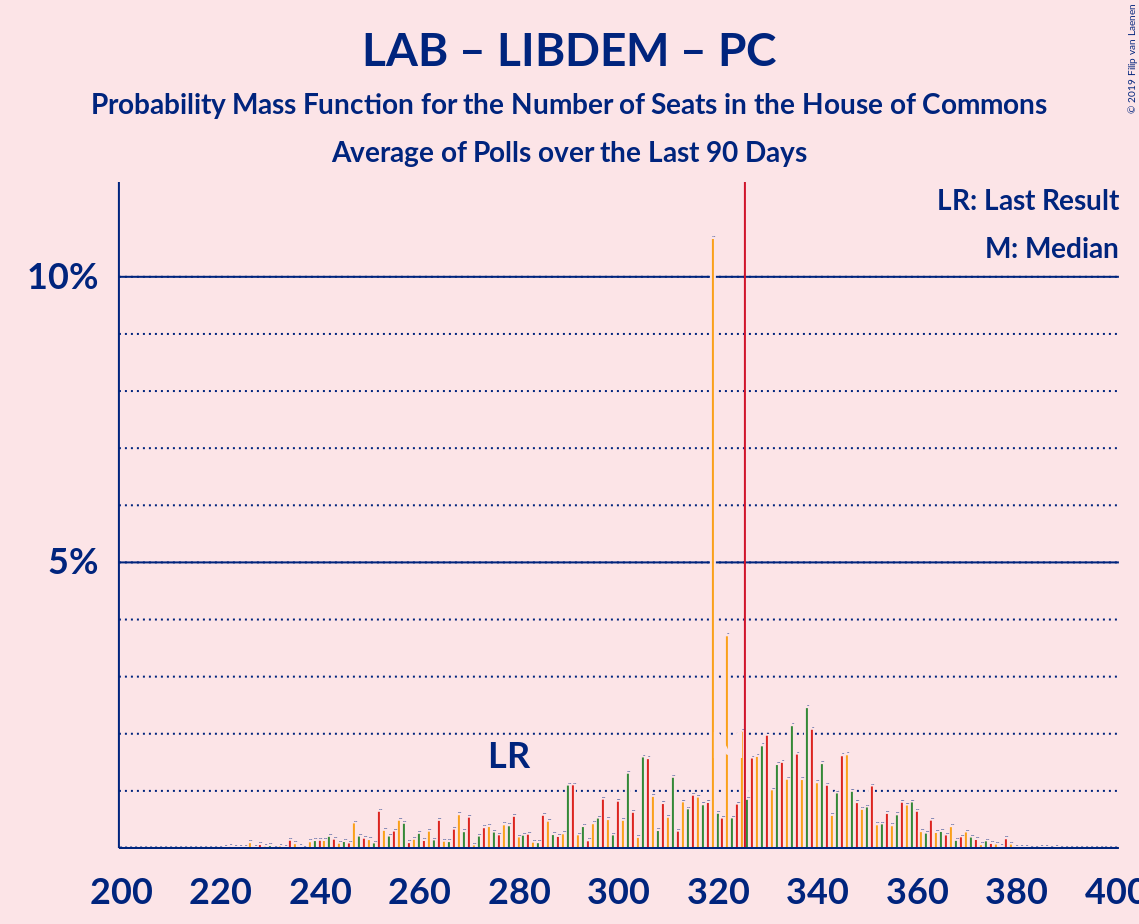 LAB – LIBDEM – PC
Probability Mass Function for the Number of Seats in the House of Commons
Average of Polls over the Last 90 Days
© 2019 Filip van Laenen
LR: Last Result
M: Median
10%
5%
LR
200 220 240 260 280 300 320 340 360 380 400